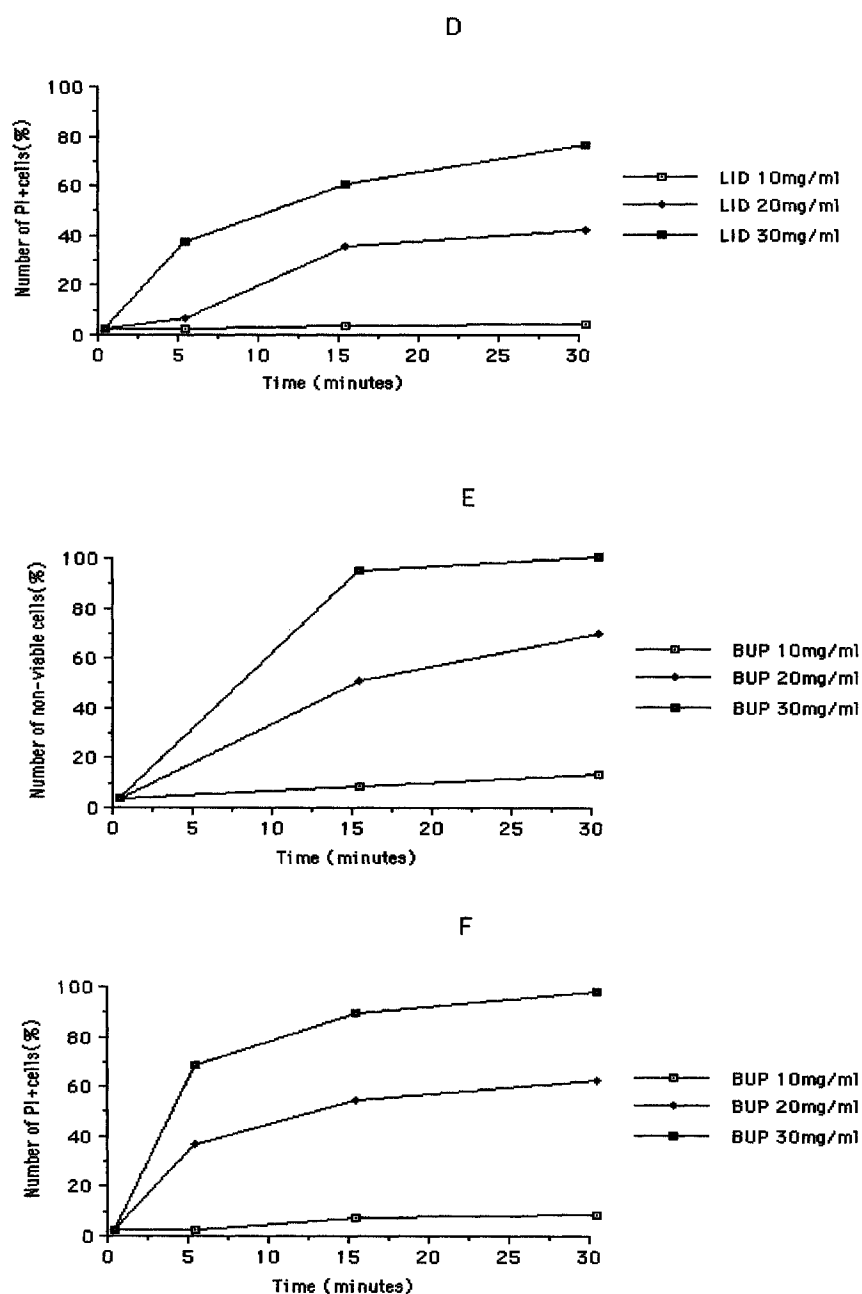 D
Number of PI+cells(%)
100
80
60
40
20
0
0 5 10 15 20 25 30
Time (minutes)
LID 10mg/ml
LID 20mg/ml
LID 30mg/ml
E
Number of non-viable cells(%)
100
80
60
40
20
0
0 5 10 15 20 25 30
Time (minutes)
BUP 10mg/ml
BUP 20mg/ml
BUP 30mg/ml
F
Number of PI+cells(%)
100
80
60
40
20
0
0 5 10 15 20 25 30
Time (minutes)
BUP 10mg/ml
BUP 20mg/ml
BUP 30mg/ml